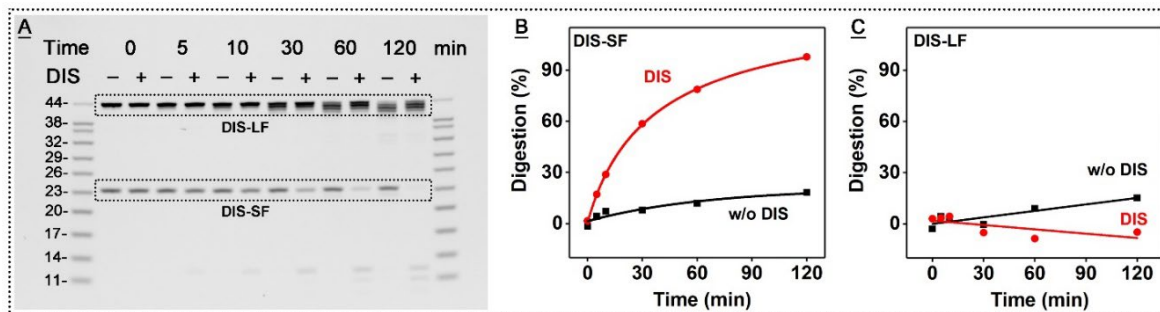 A
Time 0 5 10 30 60 120 min
DIS − + − + − + − + − + − +
44-
DIS-LF
38-
32-
29-
26-
23-
DIS-SF
20-
17-
14-
11-
B
DIS-SF
DIS
w/o DIS
Digestion (%)
90
60
30
0
0 30 60 90 120
Time (min)
C
DIS-LF
w/o DIS
DIS
Digestion (%)
90
60
30
0
0 30 60 90 120
Time (min)